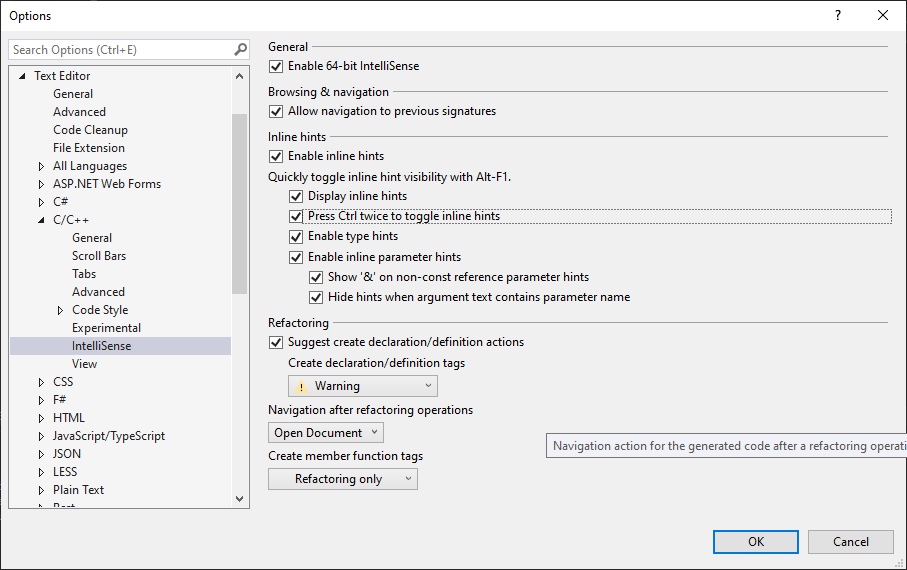 Options
?
Search Options (Ctrl+E)
Text Editor
General
Advanced
Code Cleanup
File Extension
All Languages
ASP.NET Web Forms
C#
C/C++
General
Scroll Bars
Tabs
Advanced
Code Style
Experimental
IntelliSense
View
CSS
F#
HTML
JavaScript/TypeScript
JSON
LESS
Plain Text
General
Enable 64-bit IntelliSense
Browsing & navigation
Allow navigation to previous signatures
Inline hints
Enable inline hints
Quickly toggle inline hint visibility with Alt-F1.
Display inline hints
Press Ctrl twice to toggle inline hints
Enable type hints
Enable inline parameter hints
Show '&' on non-const reference parameter hints
Hide hints when argument text contains parameter name
Refactoring
Suggest create declaration/definition actions
Create declaration/definition tags
Warning
Navigation after refactoring operations
Open Document
Navigation action for the generated code after a refactoring operati
Create member function tags
Refactoring only
OK
Cancel